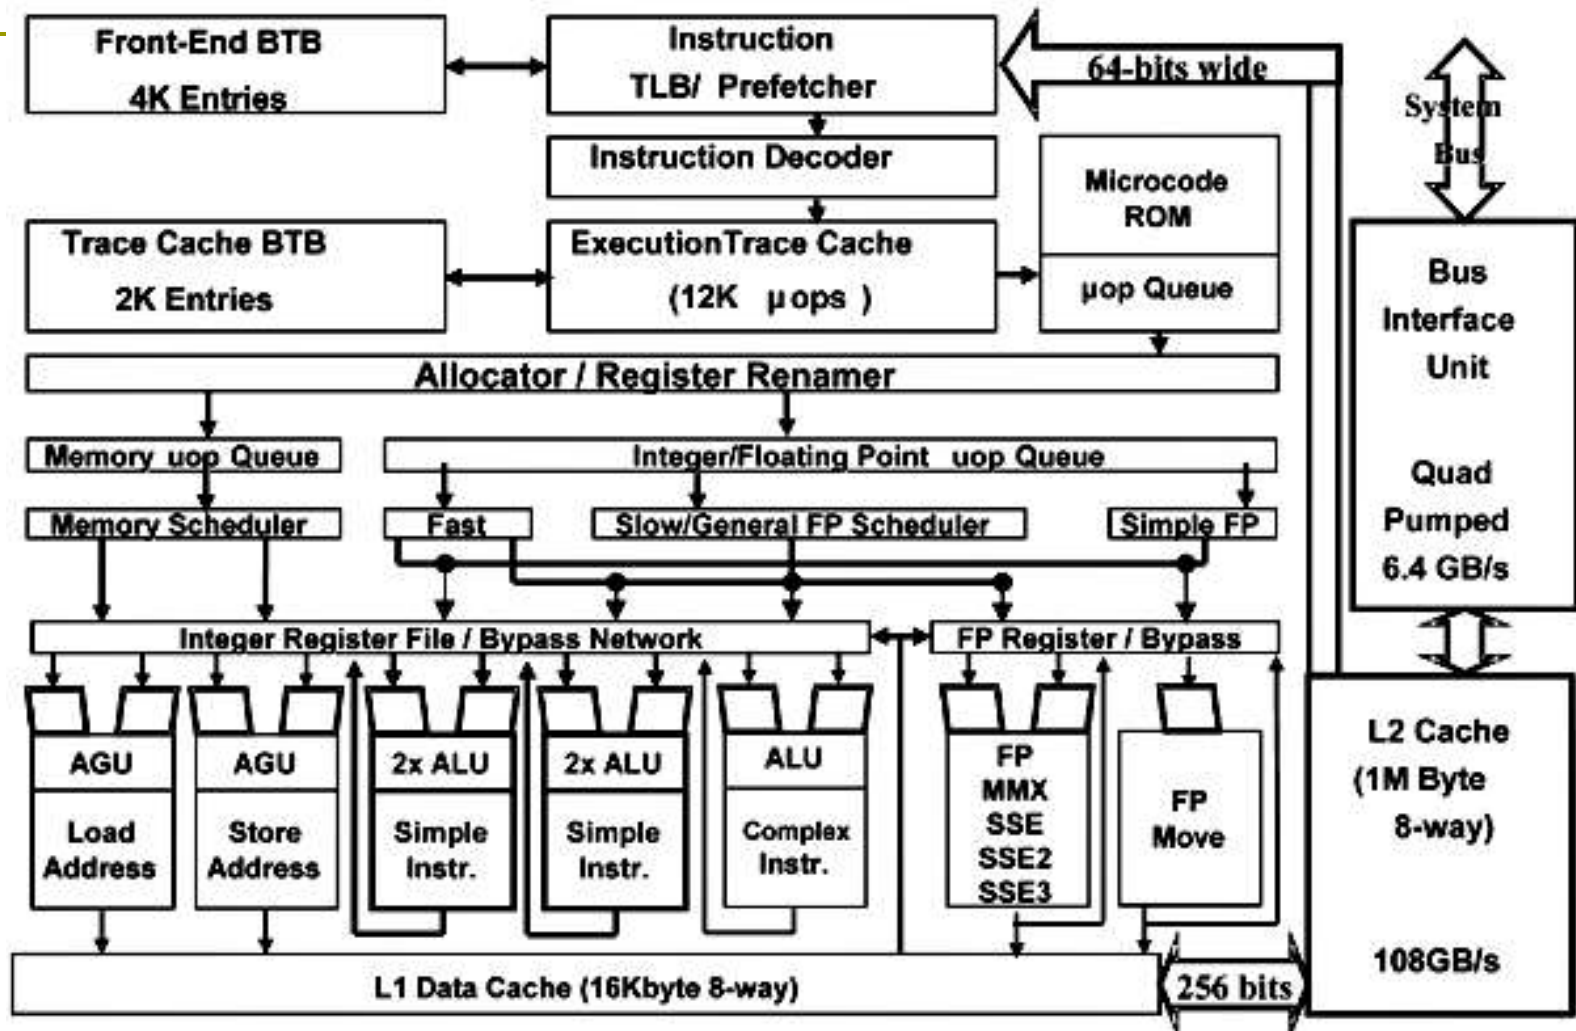 Front-End BTB
4K Entries
Instruction
TLB/ Prefetcher
64-bits wide
System
Bus
Instruction Decoder
Microcode
ROM
Trace Cache BTB
2K Entries
ExecutionTrace Cache
(12K µops )
µop Queue
Bus
Interface
Unit
Quad
Pumped
6.4 GB/s
Allocator / Register Renamer
Memory uop Queue
Integer/Floating Point uop Queue
Memory Scheduler
Fast
Slow/General FP Scheduler
Simple FP
Integer Register File / Bypass Network
FP Register / Bypass
AGU
Load
Address
AGU
Store
Address
2x ALU
Simple
Instr.
2x ALU
Simple
Instr.
ALU
Complex
Instr.
FP
MMX
SSE
SSE2
SSE3
FP
Move
L2 Cache
(1M Byte
8-way)
108GB/s
L1 Data Cache (16Kbyte 8-way)
256 bits